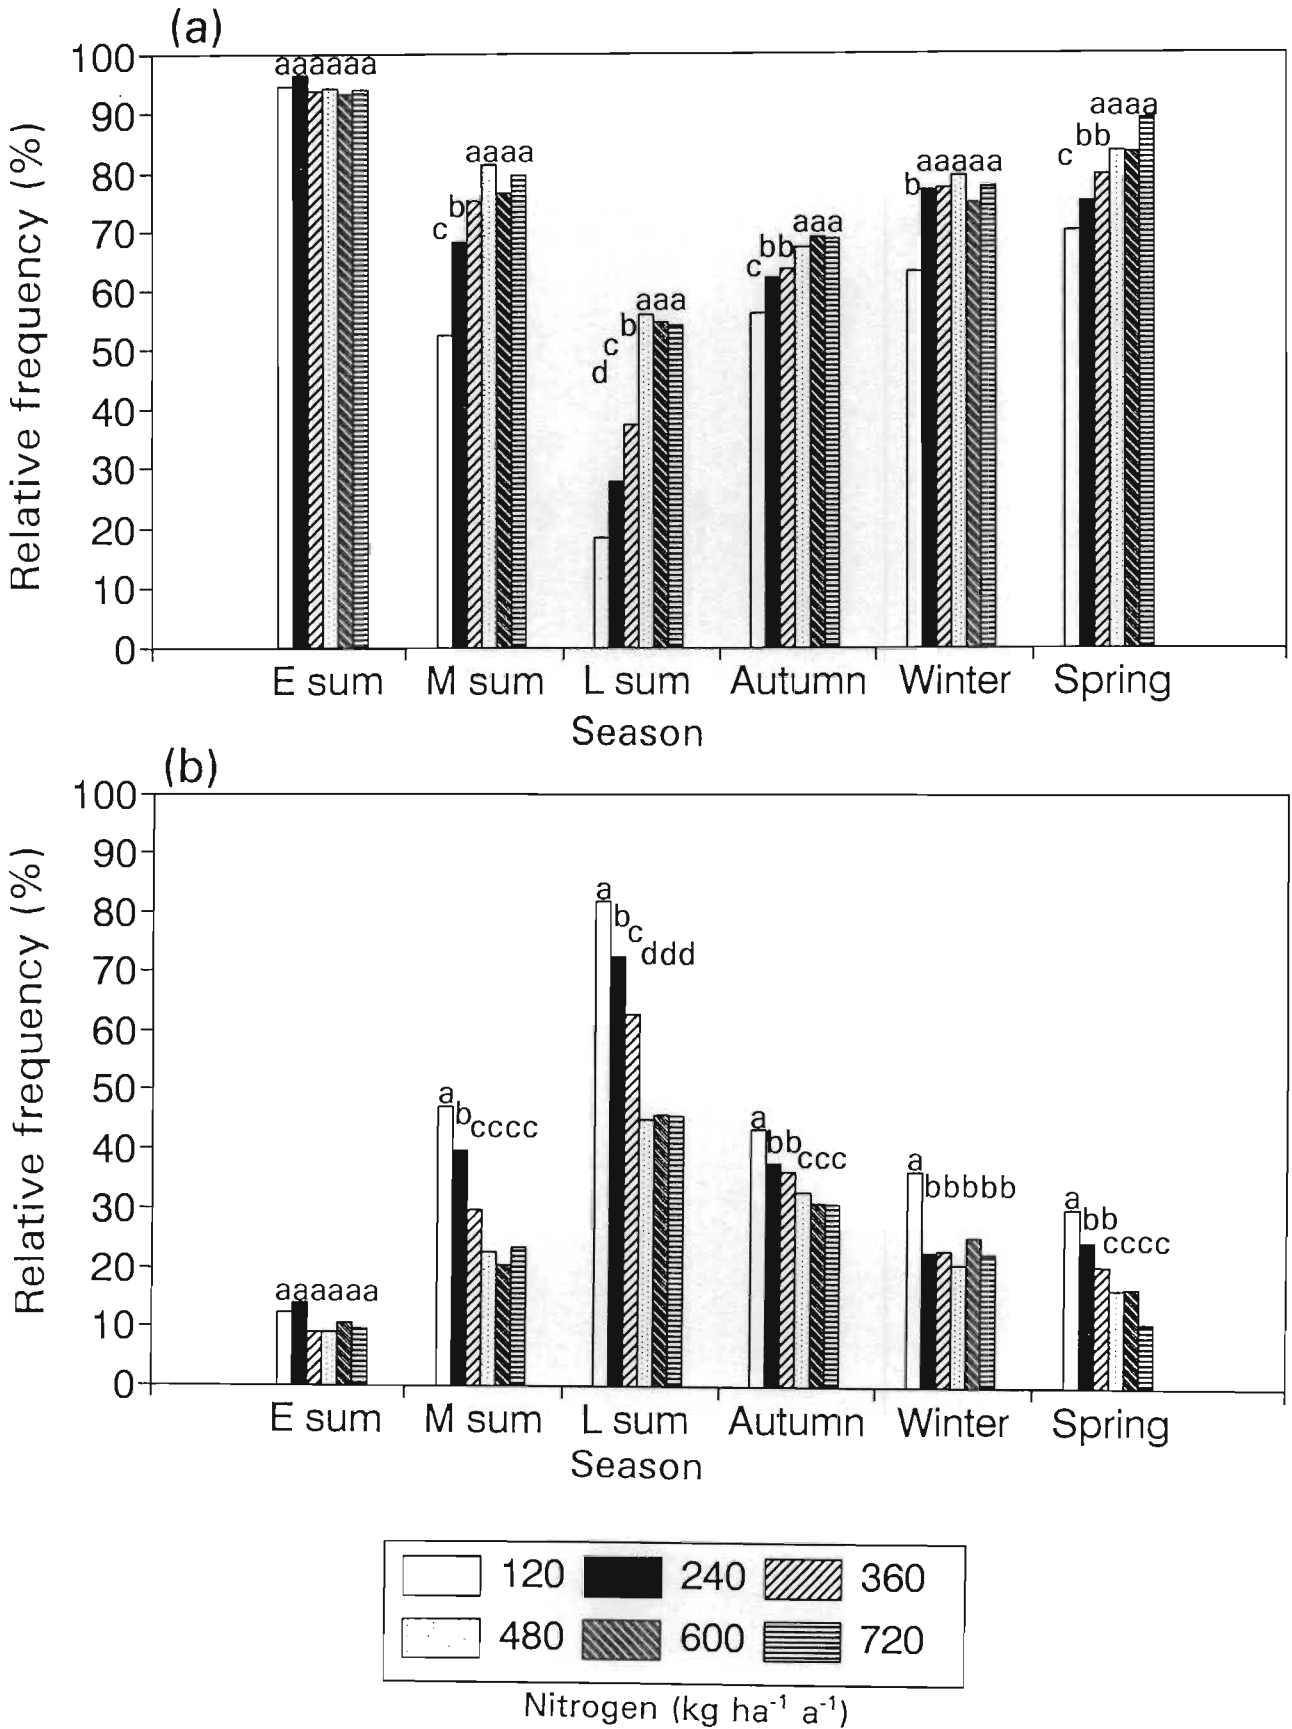 (a)
Relative frequency (%)
100
90
80
70
60
50
40
30
20
10
0
aaaaaa
c
b
aaaa
d
c
b
aaa
c
bb
aaa
b
aaaaa
c
bb
aaaa
E sum M sum L sum Autumn Winter Spring
Season
(b)
Relative frequency (%)
100
90
80
70
60
50
40
30
20
10
0
aaaaaa
a
b
cccc
a
b
c
ddd
a
bb
ccc
a
bbbbb
a
bb
cccc
E sum M sum L sum Autumn Winter Spring
Season
120 240 360
480 600 720
Nitrogen (kg ha⁻¹ a⁻¹)